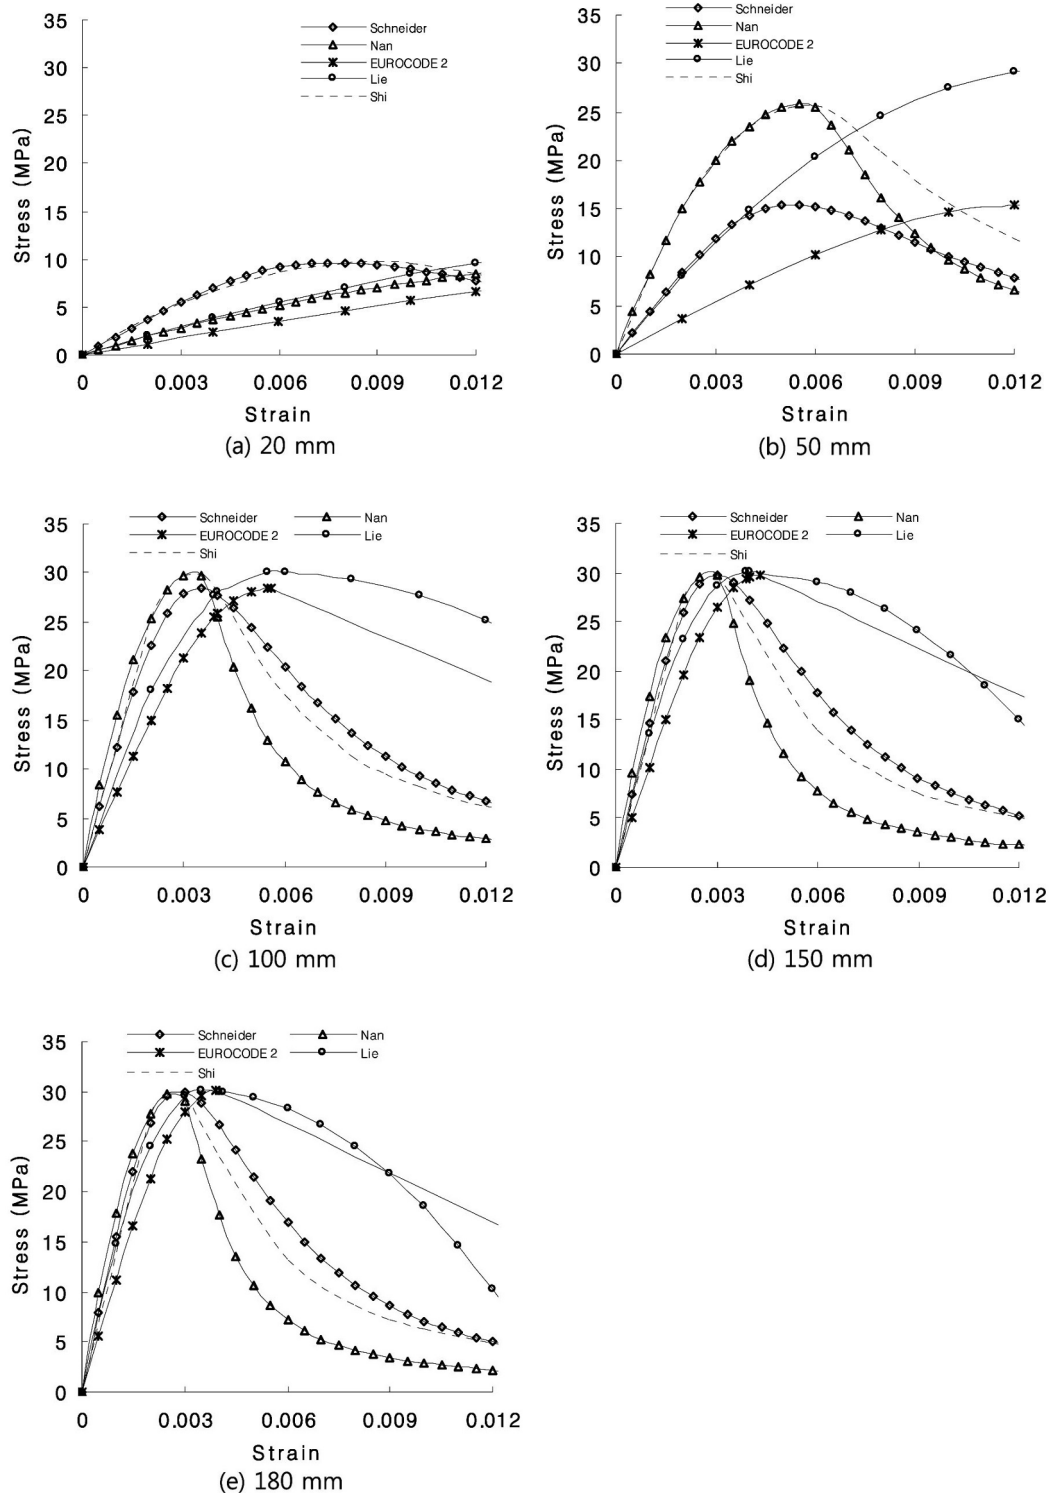 35
30
25
20
15
10
5
0
Stress (MPa)
Schneider
Nan
EUROCODE 2
Lie
Shi
0 0.003 0.006 0.009 0.012
Strain
(a) 20 mm
35
30
25
20
15
10
5
0
Stress (MPa)
Schneider
Nan
EUROCODE 2
Lie
Shi
0 0.003 0.006 0.009 0.012
Strain
(b) 50 mm
35
30
25
20
15
10
5
0
Stress (MPa)
Schneider Nan
EUROCODE 2 Lie
Shi
0 0.003 0.006 0.009 0.012
Strain
(c) 100 mm
35
30
25
20
15
10
5
0
Stress (MPa)
Schneider Nan
EUROCODE 2 Lie
Shi
0 0.003 0.006 0.009 0.012
Strain
(d) 150 mm
35
30
25
20
15
10
5
0
Stress (MPa)
Schneider Nan
EUROCODE 2 Lie
Shi
0 0.003 0.006 0.009 0.012
Strain
(e) 180 mm